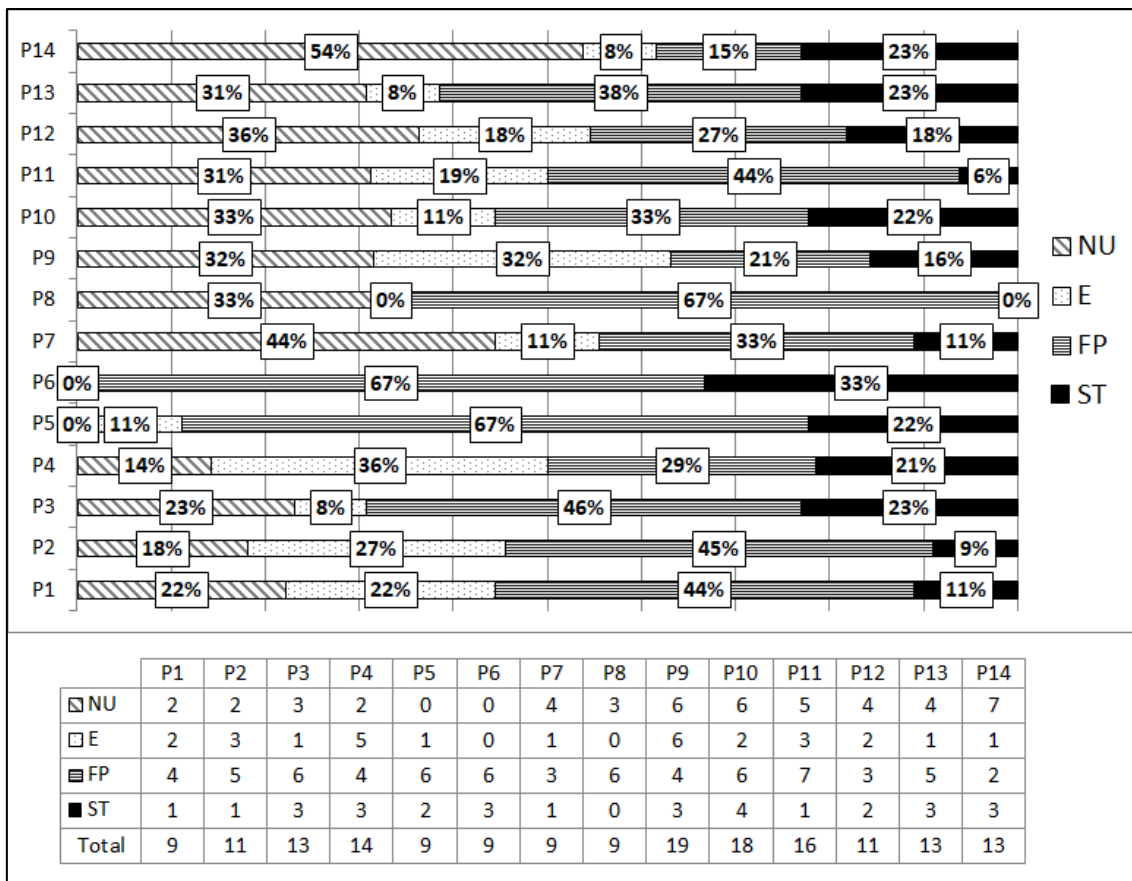 P14 54% 8% 15% 23%
P13 31% 8% 38% 23%
P12 36% 18% 27% 18%
P11 31% 19% 44% 6%
P10 33% 11% 33% 22%
P9 32% 32% 21% 16%
P8 33% 0% 67% 0%
P7 44% 11% 33% 11%
P6 0% 67% 33%
P5 0% 11% 67% 22%
P4 14% 36% 29% 21%
P3 23% 8% 46% 23%
P2 18% 27% 45% 9%
P1 22% 22% 44% 11%
NU
E
FP
ST
P1 P2 P3 P4 P5 P6 P7 P8 P9 P10 P11 P12 P13 P14
NU 2 2 3 2 0 0 4 3 6 6 5 4 4 7
E 2 3 1 5 1 0 1 0 6 2 3 2 1 1
FP 4 5 6 4 6 6 3 6 4 6 7 3 5 2
ST 1 1 3 3 2 3 1 0 3 4 1 2 3 3
Total 9 11 13 14 9 9 9 9 19 18 16 11 13 13